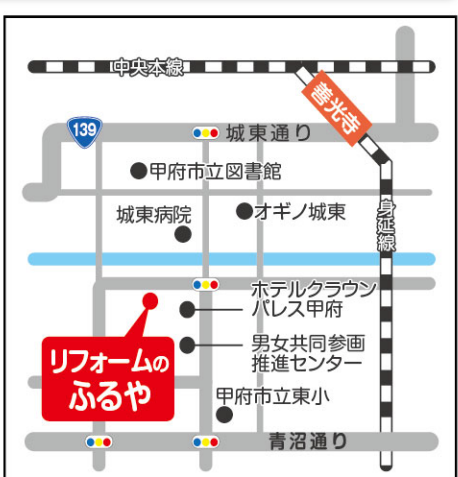 中央本線
善光寺
139
城東通り
甲府市立図書館
城東病院
オギノ城東
身延線
ホテルクラウン
パレス甲府
男女共同参画
推進センター
リフォームの
ふるや
甲府市立東小
青沼通り